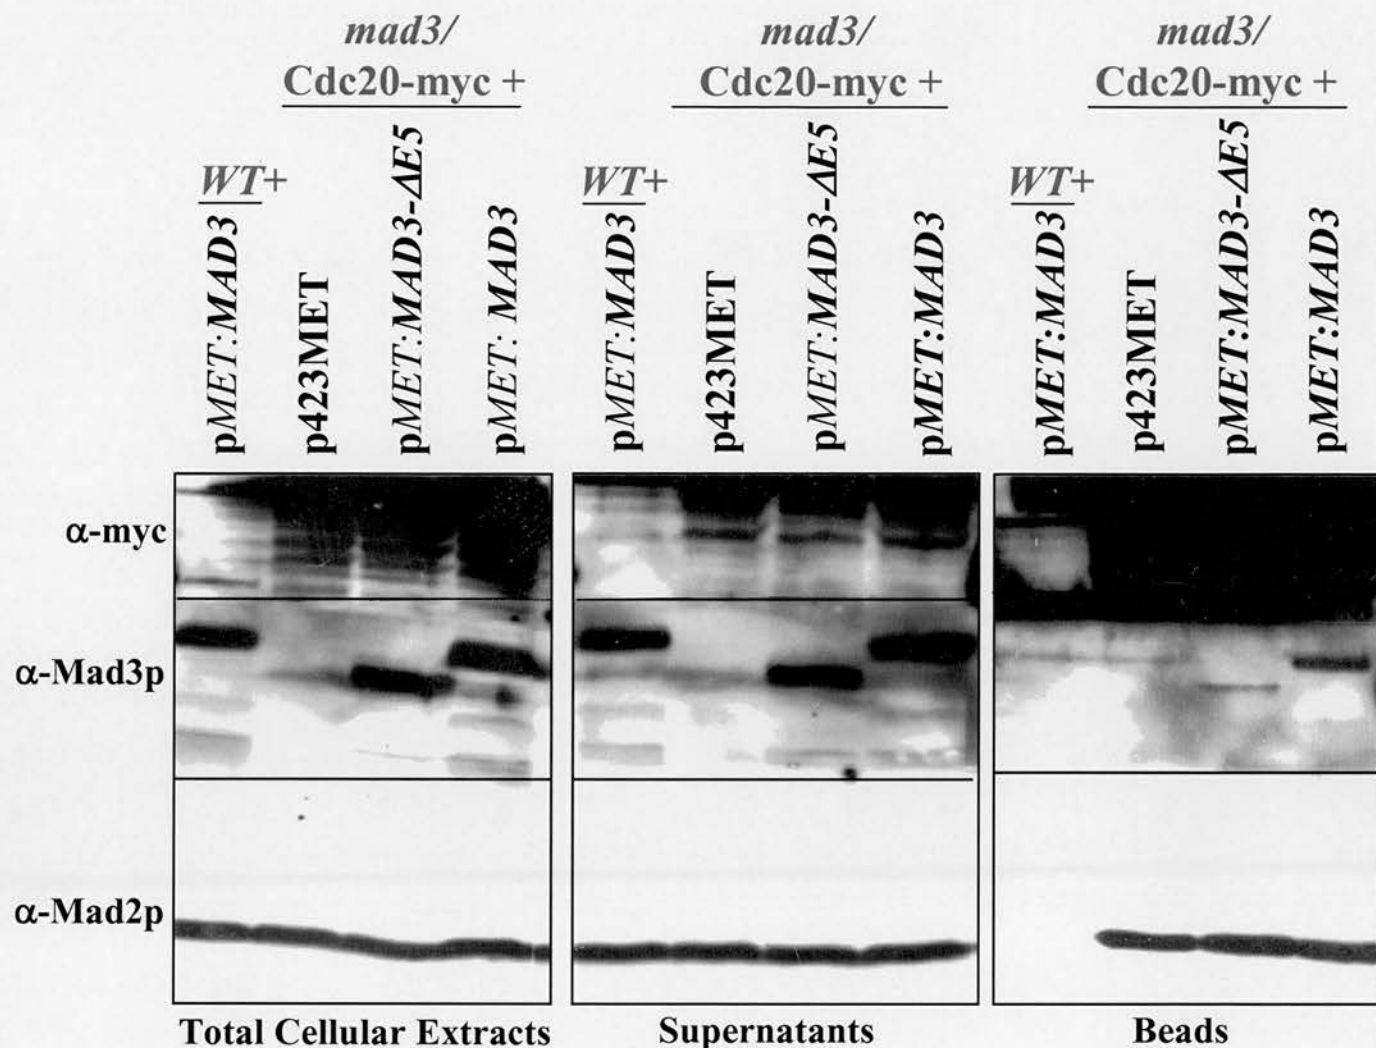 mad3/
Cdc20-myc +
WT+
pMET:MAD3
p423MET
pMET:MAD3-ΔE5
pMET: MAD3
mad3/
Cdc20-myc +
WT+
pMET:MAD3
p423MET
pMET:MAD3-ΔE5
pMET:MAD3
mad3/
Cdc20-myc +
WT+
pMET:MAD3
p423MET
pMET:MAD3-ΔE5
pMET:MAD3
α-myc
α-Mad3p
α-Mad2p
Total Cellular Extracts
Supernatants
Beads